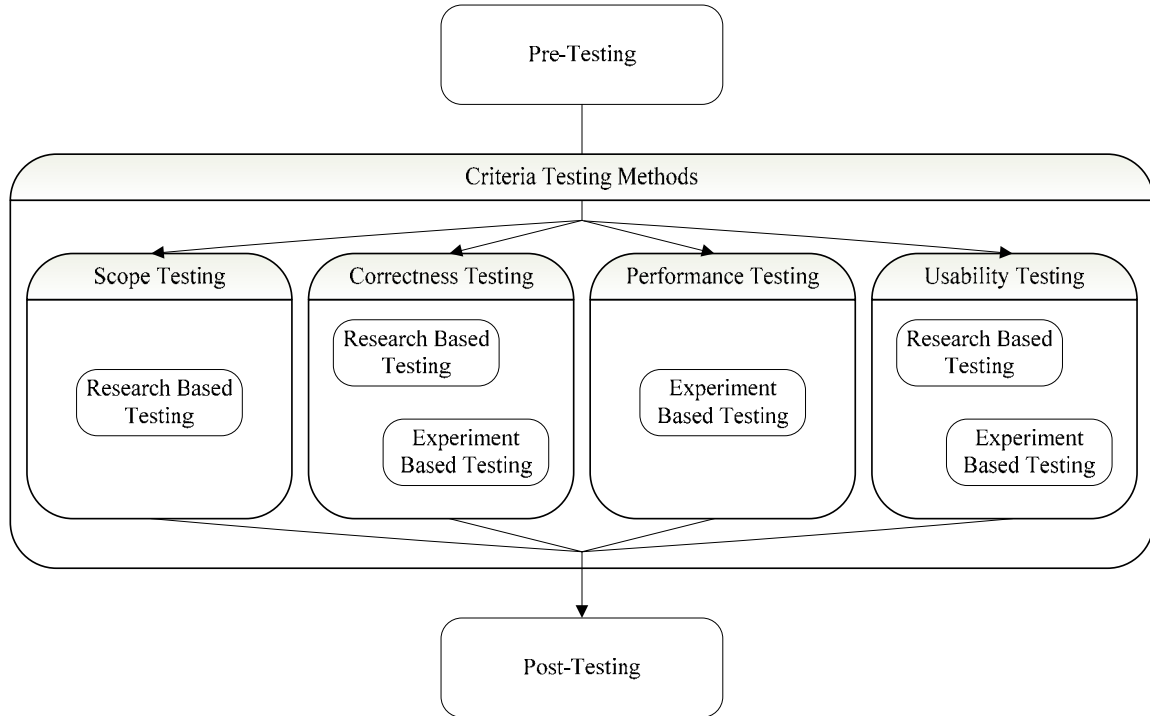 Pre-Testing
Criteria Testing Methods
Scope Testing
Research Based
Testing
Correctness Testing
Research Based
Testing
Experiment
Based Testing
Performance Testing
Experiment
Based Testing
Usability Testing
Research Based
Testing
Experiment
Based Testing
Post-Testing